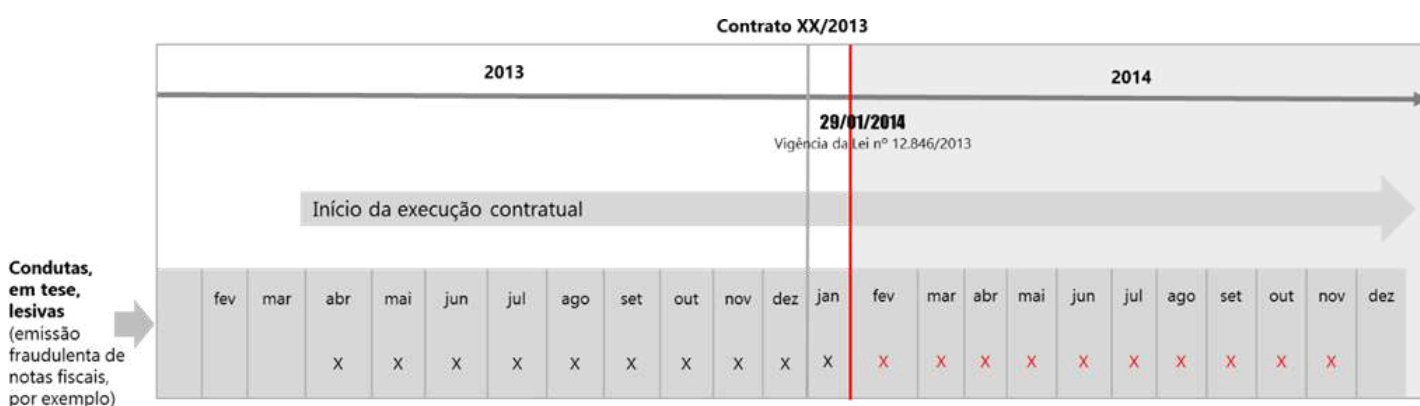 Contrato XX/2013
2013
2014
29/01/2014
Vigência da Lei nº 12.846/2013
Início da execução contratual
Condutas,
em tese,
lesivas
(emissão
fraudulenta de
notas fiscais,
por exemplo)
fev mar abr mai jun jul ago set out nov dez jan fev mar abr mai jun jul ago set out nov dez
X X X X X X X X X X X X X X X X X X X X